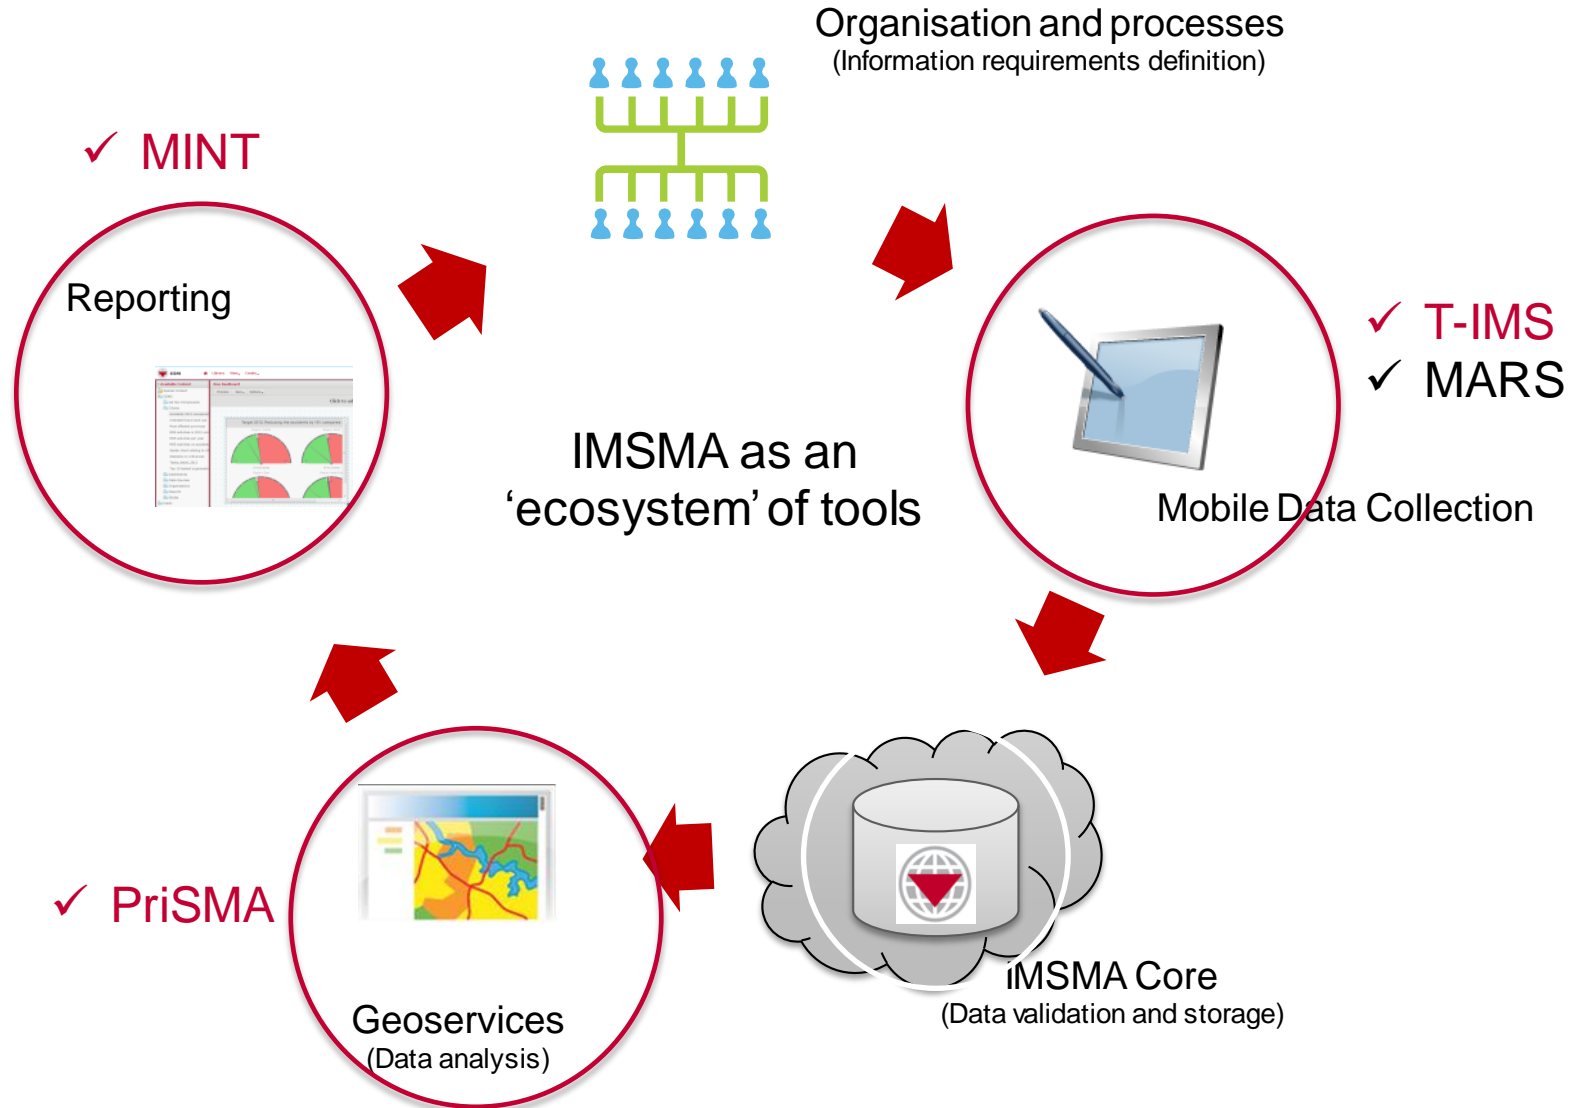 Organisation and processes
(Information requirements definition)
✓ MINT
Reporting
✓ T-IMS
✓ MARS
IMSMA as an
‘ecosystem’ of tools
Mobile Data Collection
✓ PriSMA
IMSMA Core
(Data validation and storage)
Geoservices
(Data analysis)